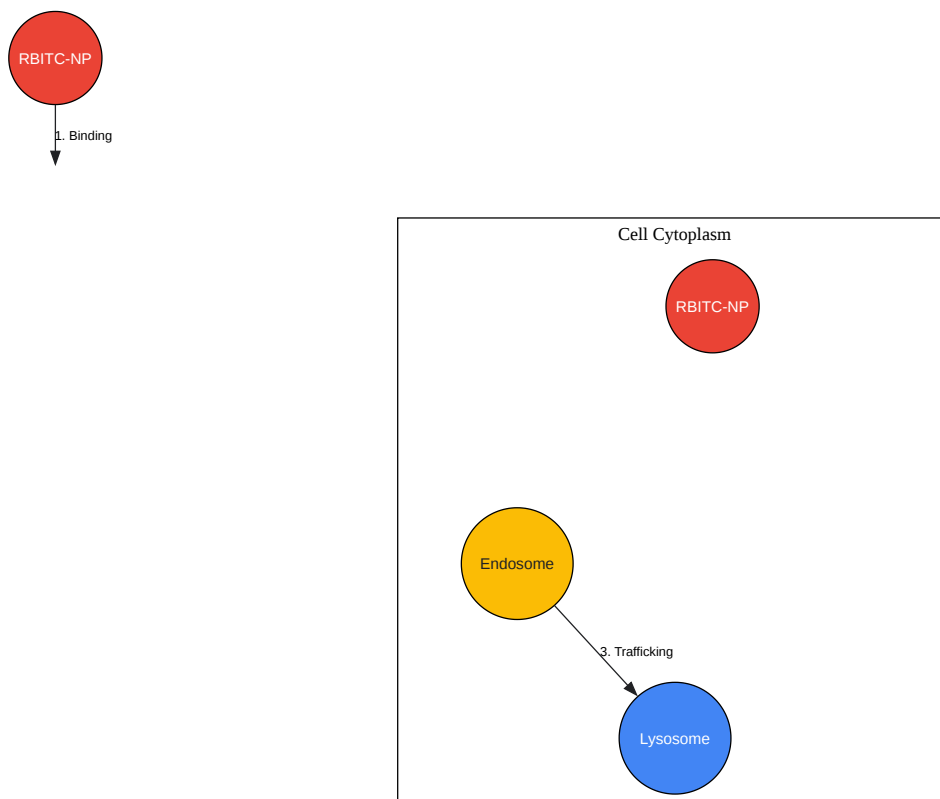 RBITC-NP
1. Binding
Cell Cytoplasm
RBITC-NP
Endosome
3. Trafficking
Lysosome